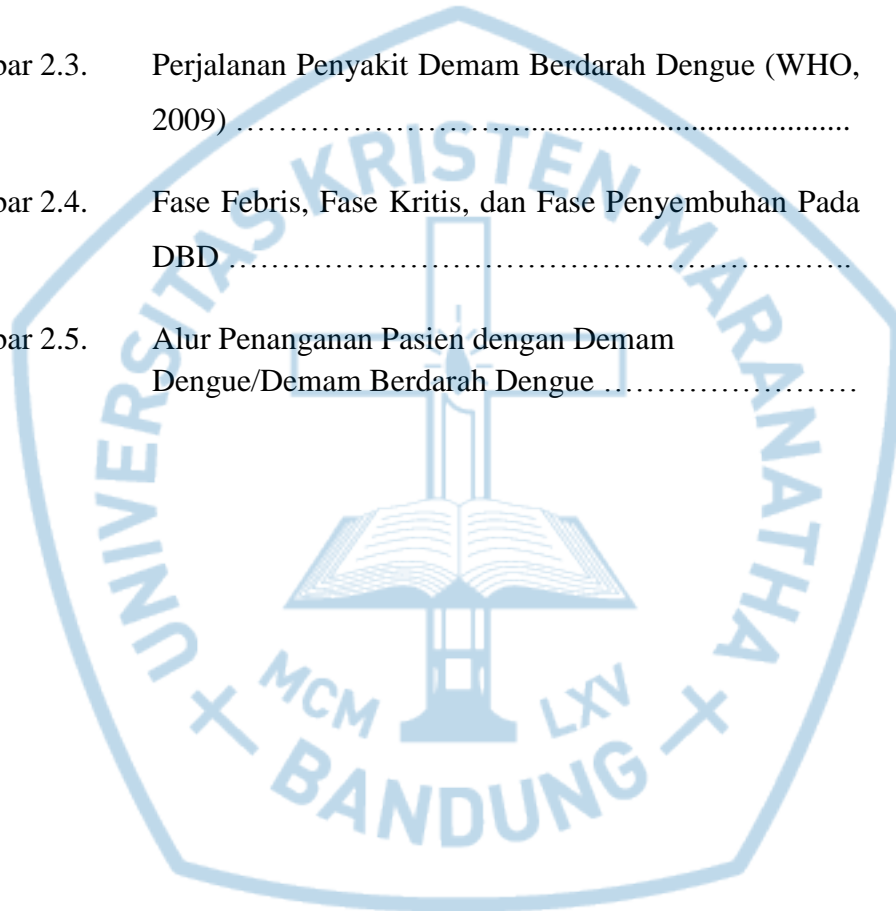 bar 2.3. Perjalanan Penyakit Demam Berdarah Dengue (WHO,
2009) ………………………...................................................
bar 2.4. Fase Febris, Fase Kritis, dan Fase Penyembuhan Pada
DBD …………………………………………………..
bar 2.5. Alur Penanganan Pasien dengan Demam
Dengue/Demam Berdarah Dengue ……………………
UNIVERSITAS KRISTEN MARANATHA
MCM LXV
BANDUNG